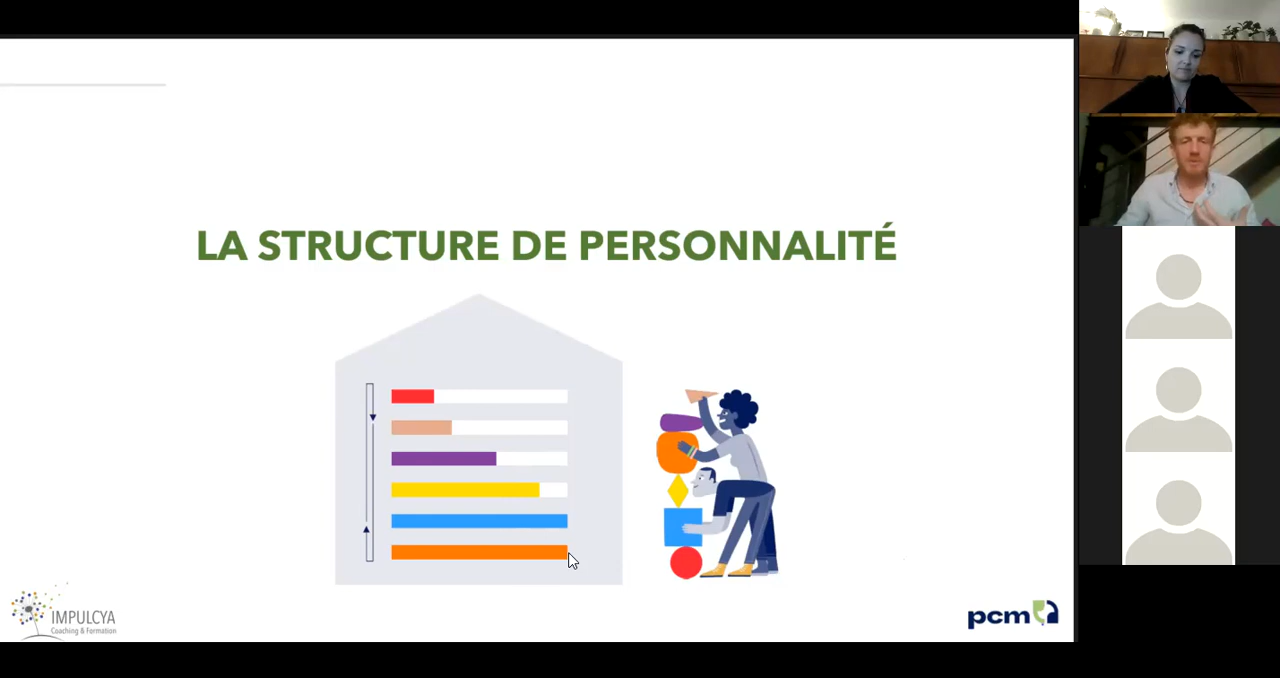 LA STRUCTURE DE PERSONNALITÉ
IMPULCYA
Coaching & Formation
pcm